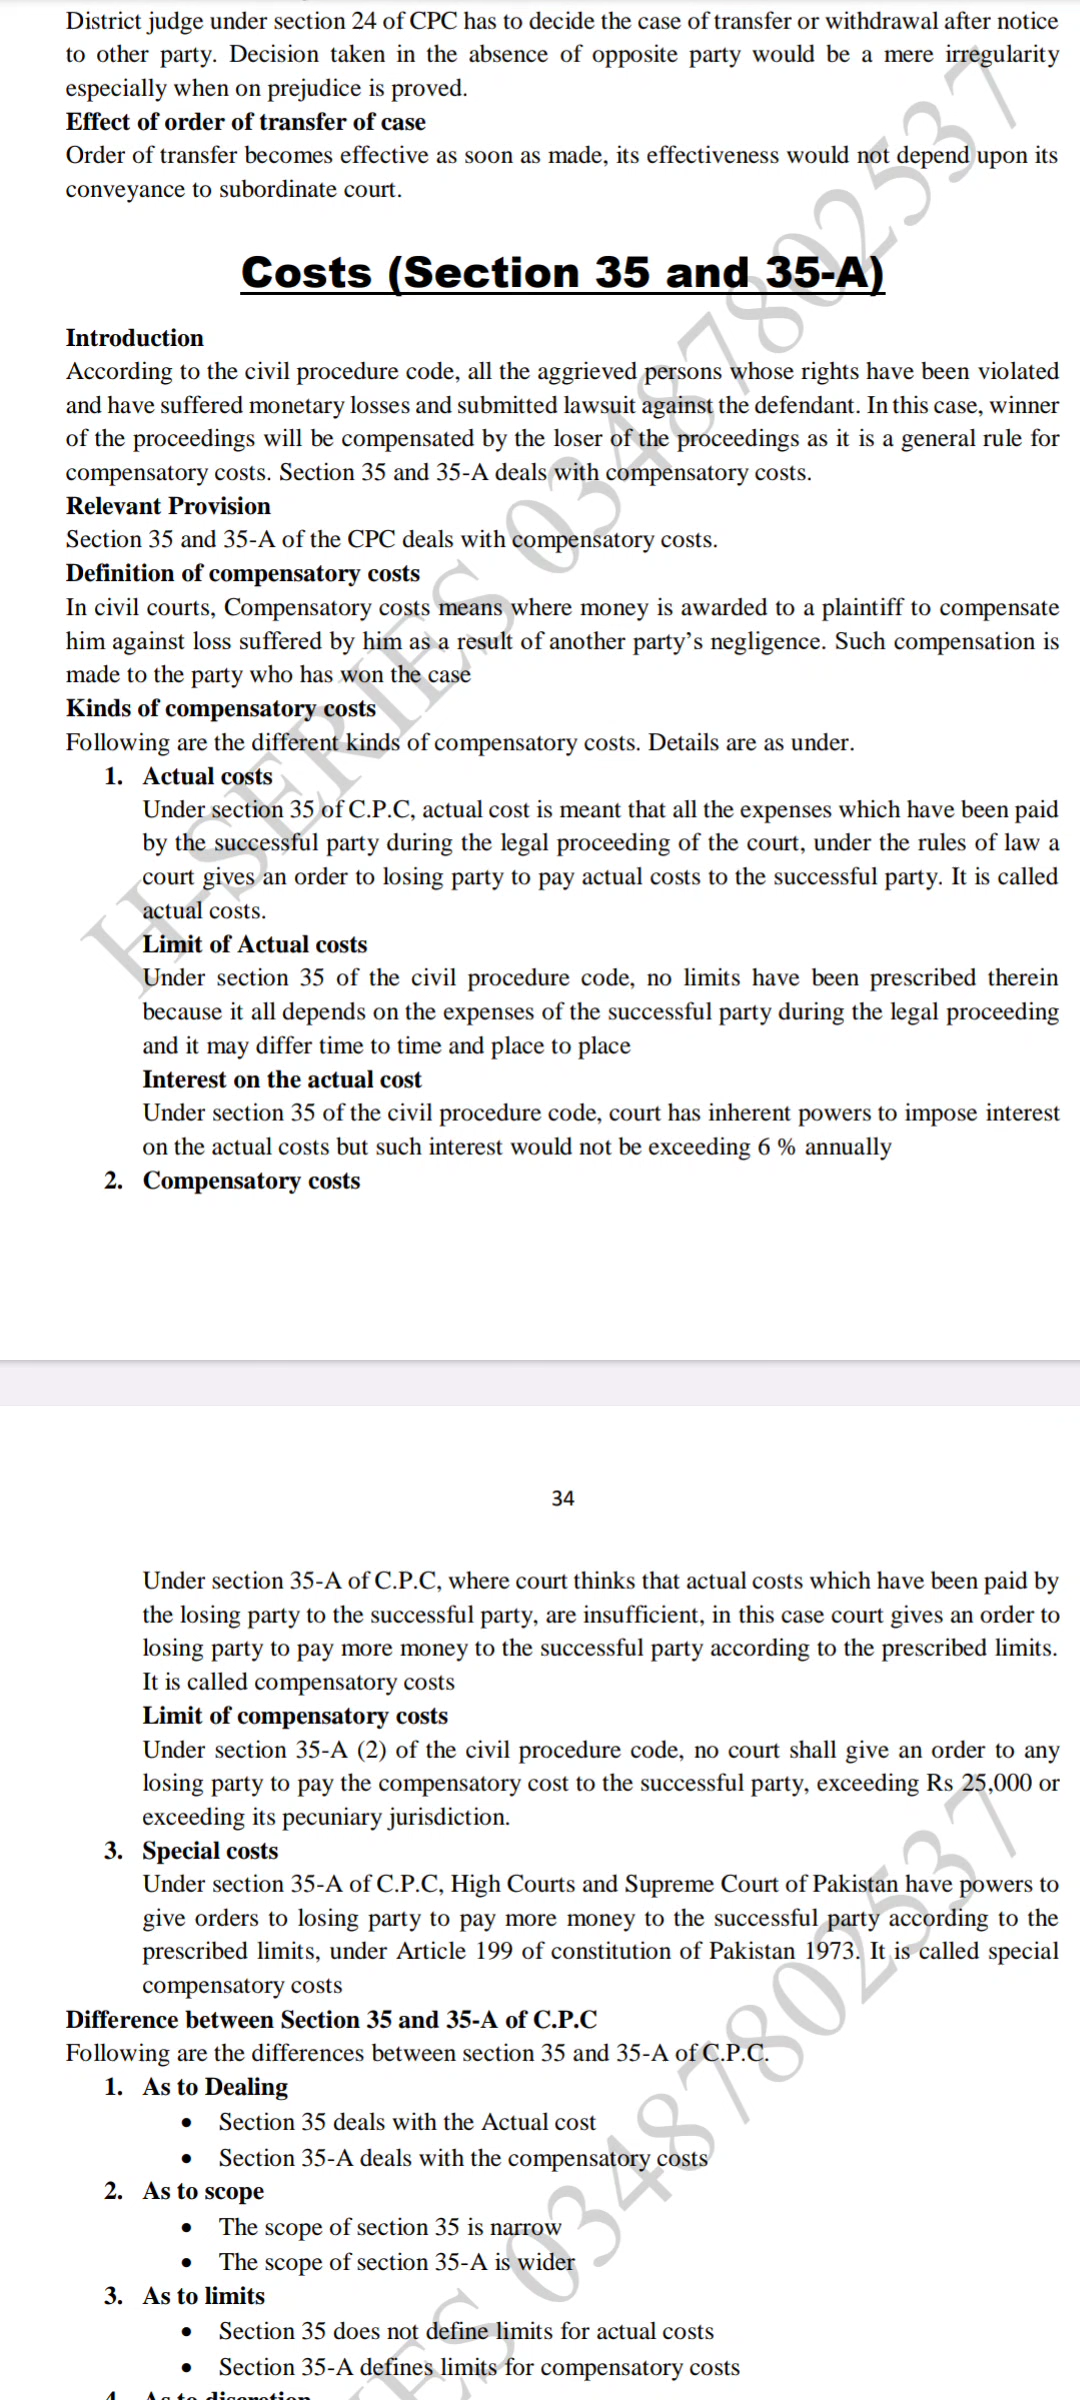 District judge under section 24 of CPC has to decide the case of transfer or withdrawal after notice
to other party. Decision taken in the absence of opposite party would be a mere irregularity
especially when on prejudice is proved.
Effect of order of transfer of case
Order of transfer becomes effective as soon as made, its effectiveness would not depend upon its
conveyance to subordinate court.
Costs (Section 35 and 35-A)
Introduction
According to the civil procedure code, all the aggrieved persons whose rights have been violated
and have suffered monetary losses and submitted lawsuit against the defendant. In this case, winner
of the proceedings will be compensated by the loser of the proceedings as it is a general rule for
compensatory costs. Section 35 and 35-A deals with compensatory costs.
Relevant Provision
Section 35 and 35-A of the CPC deals with compensatory costs.
Definition of compensatory costs
In civil courts, Compensatory costs means where money is awarded to a plaintiff to compensate
him against loss suffered by him as a result of another party's negligence. Such compensation is
made to the party who has won the case
Kinds of compensatory costs
Following are the different kinds of compensatory costs. Details are as under.
1. Actual costs
Under section 35 of C.P.C, actual cost is meant that all the expenses which have been paid
by the successful party during the legal proceeding of the court, under the rules of law a
court gives an order to losing party to pay actual costs to the successful party. It is called
actual costs.
Limit of Actual costs
Under section 35 of the civil procedure code, no limits have been prescribed therein
because it all depends on the expenses of the successful party during the legal proceeding
and it may differ time to time and place to place
Interest on the actual cost
Under section 35 of the civil procedure code, court has inherent powers to impose interest
on the actual costs but such interest would not be exceeding 6 % annually
2. Compensatory costs
H-SERIES 03487802537
34
Under section 35-A of C.P.C, where court thinks that actual costs which have been paid by
the losing party to the successful party, are insufficient, in this case court gives an order to
losing party to pay more money to the successful party according to the prescribed limits.
It is called compensatory costs
Limit of compensatory costs
Under section 35-A (2) of the civil procedure code, no court shall give an order to any
losing party to pay the compensatory cost to the successful party, exceeding Rs 25,000 or
exceeding its pecuniary jurisdiction.
3. Special costs
Under section 35-A of C.P.C, High Courts and Supreme Court of Pakistan have powers to
give orders to losing party to pay more money to the successful party according to the
prescribed limits, under Article 199 of constitution of Pakistan 1973. It is called special
compensatory costs
Difference between Section 35 and 35-A of C.P.C
Following are the differences between section 35 and 35-A of C.P.C.
1. As to Dealing
• Section 35 deals with the Actual cost
• Section 35-A deals with the compensatory costs
2. As to scope
• The scope of section 35 is narrow
• The scope of section 35-A is wider
3. As to limits
• Section 35 does not define limits for actual costs
• Section 35-A defines limits for compensatory costs
4. As to discretion
ES 03487802537